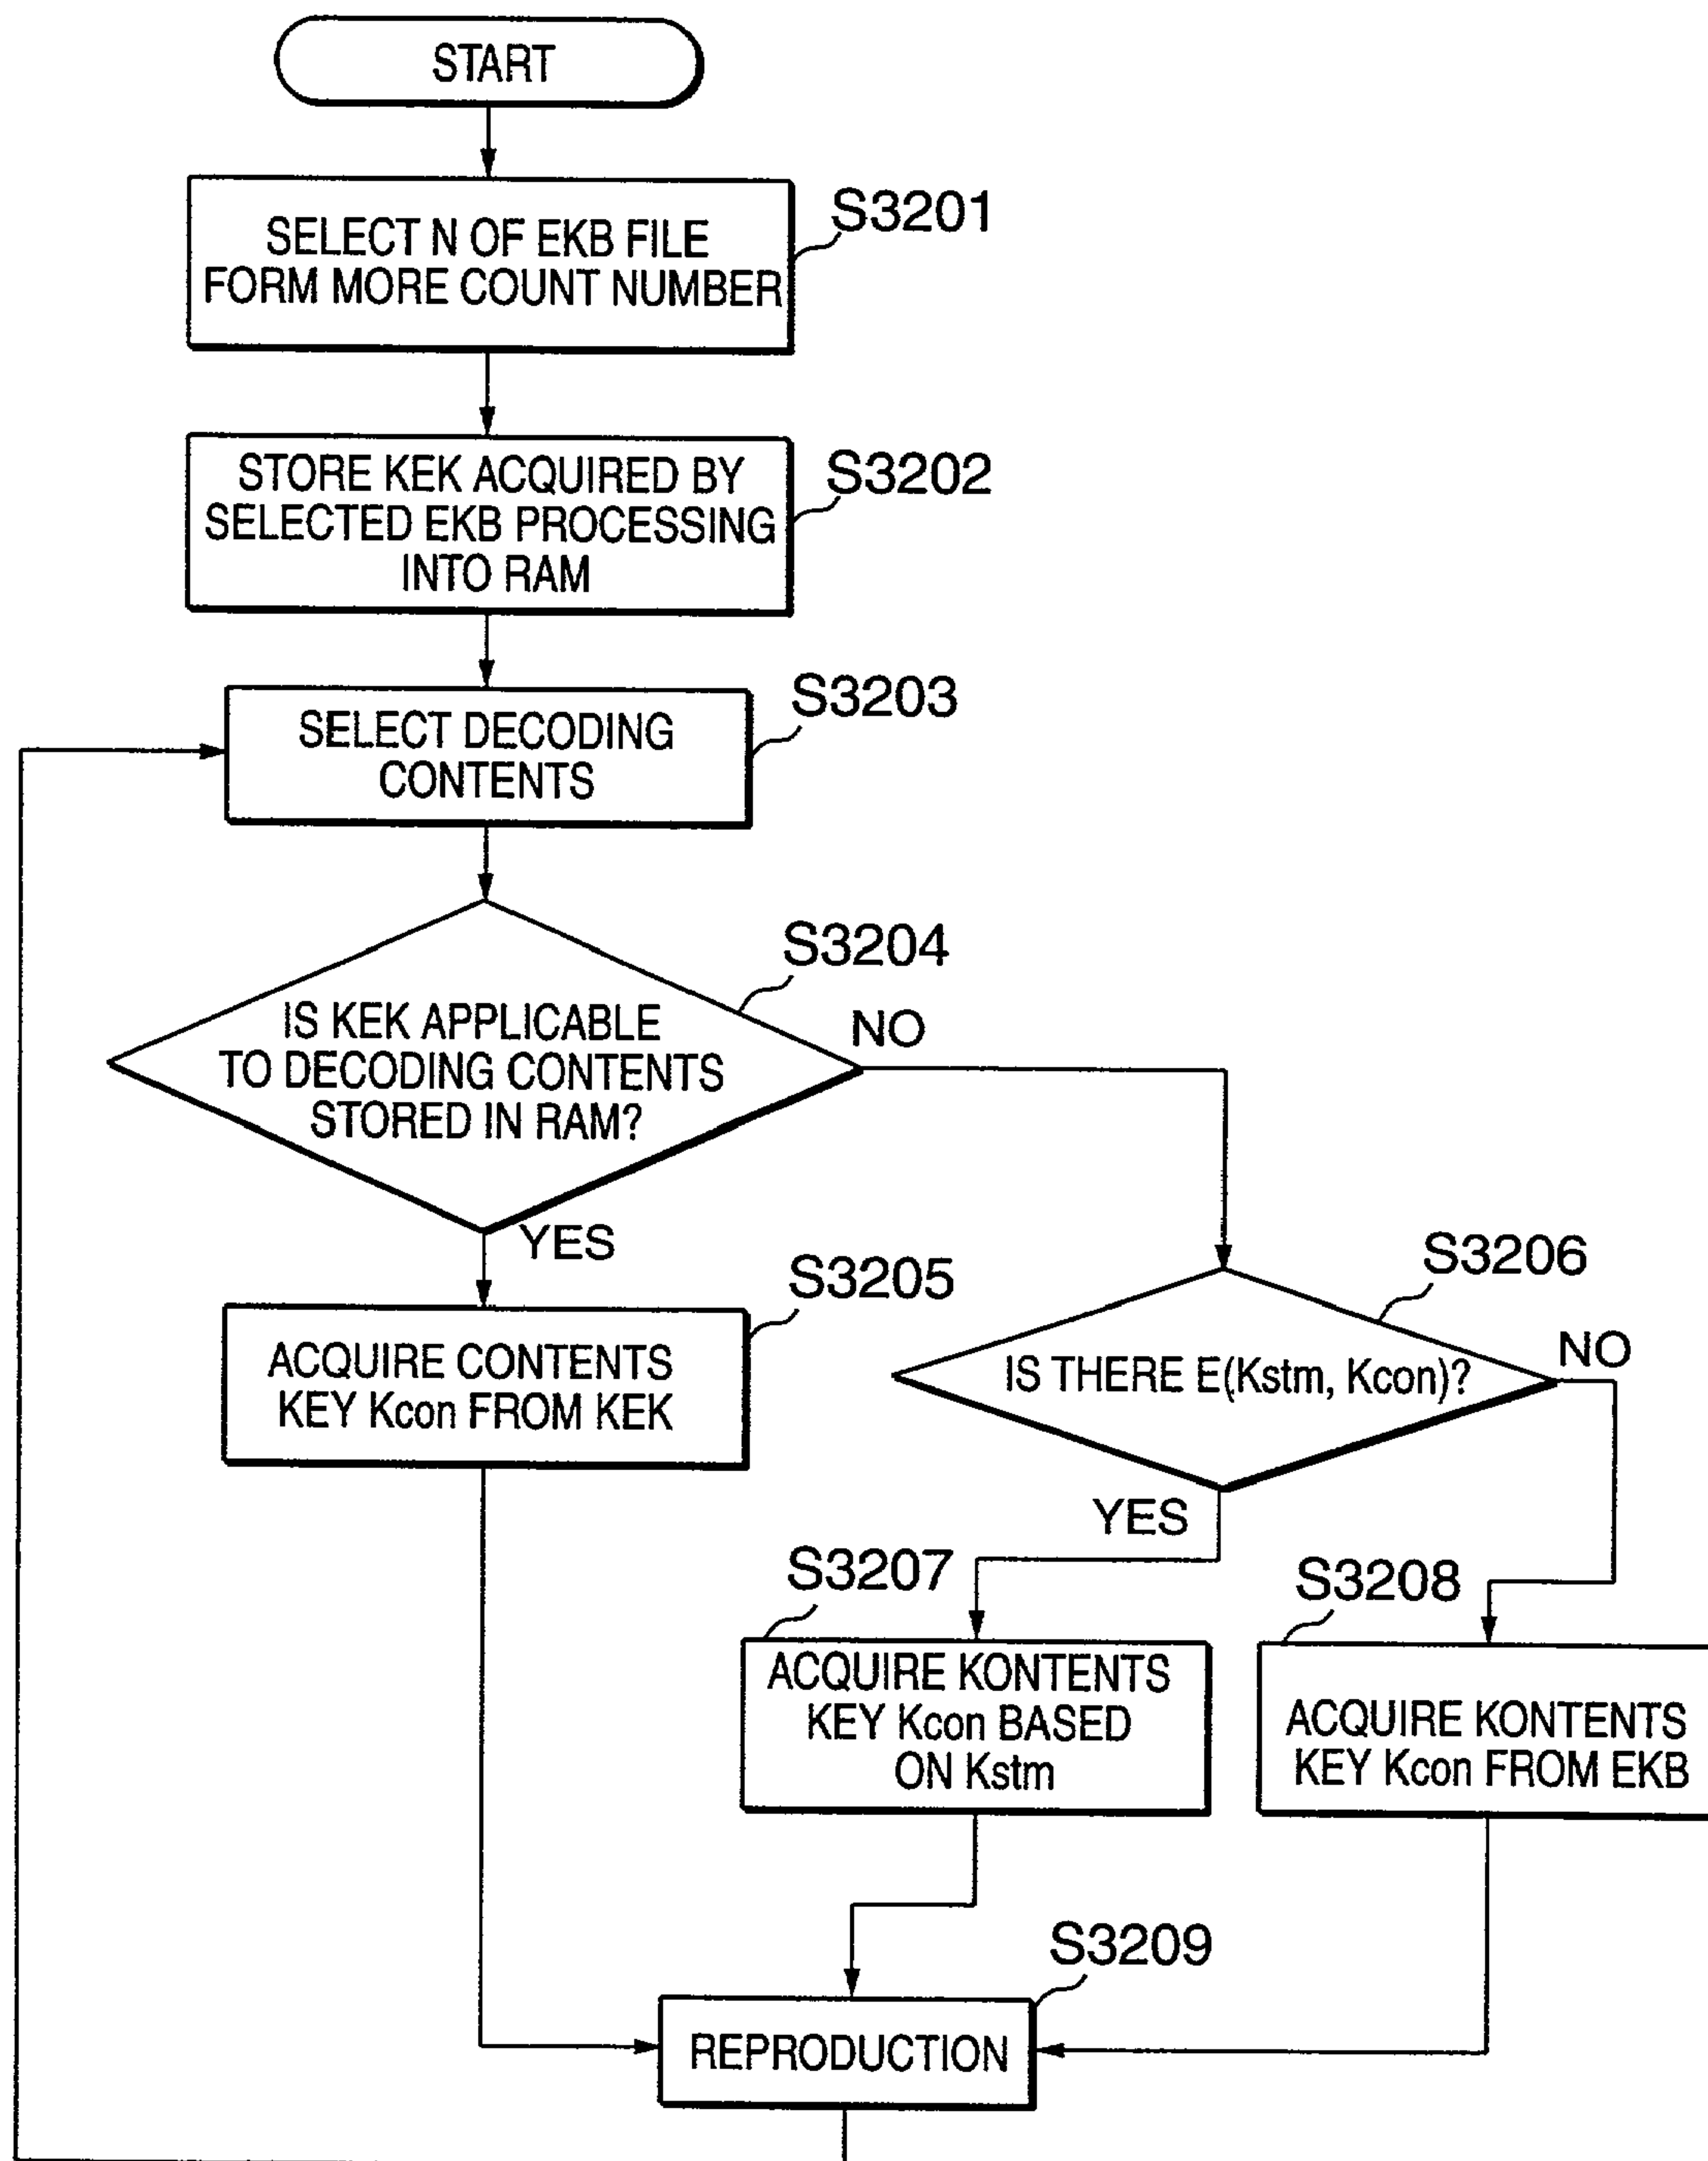 START
S3201
SELECT N OF EKB FILE
FORM MORE COUNT NUMBER
S3202
STORE KEK ACQUIRED BY
SELECTED EKB PROCESSING
INTO RAM
S3203
SELECT DECODING
CONTENTS
S3204
IS KEK APPLICABLE
TO DECODING CONTENTS
STORED IN RAM?
NO
YES
S3205
ACQUIRE CONTENTS
KEY Kcon FROM KEK
S3206
IS THERE E(Kstm, Kcon)?
NO
YES
S3207
ACQUIRE KONTENTS
KEY Kcon BASED
ON Kstm
S3208
ACQUIRE KONTENTS
KEY Kcon FROM EKB
S3209
REPRODUCTION